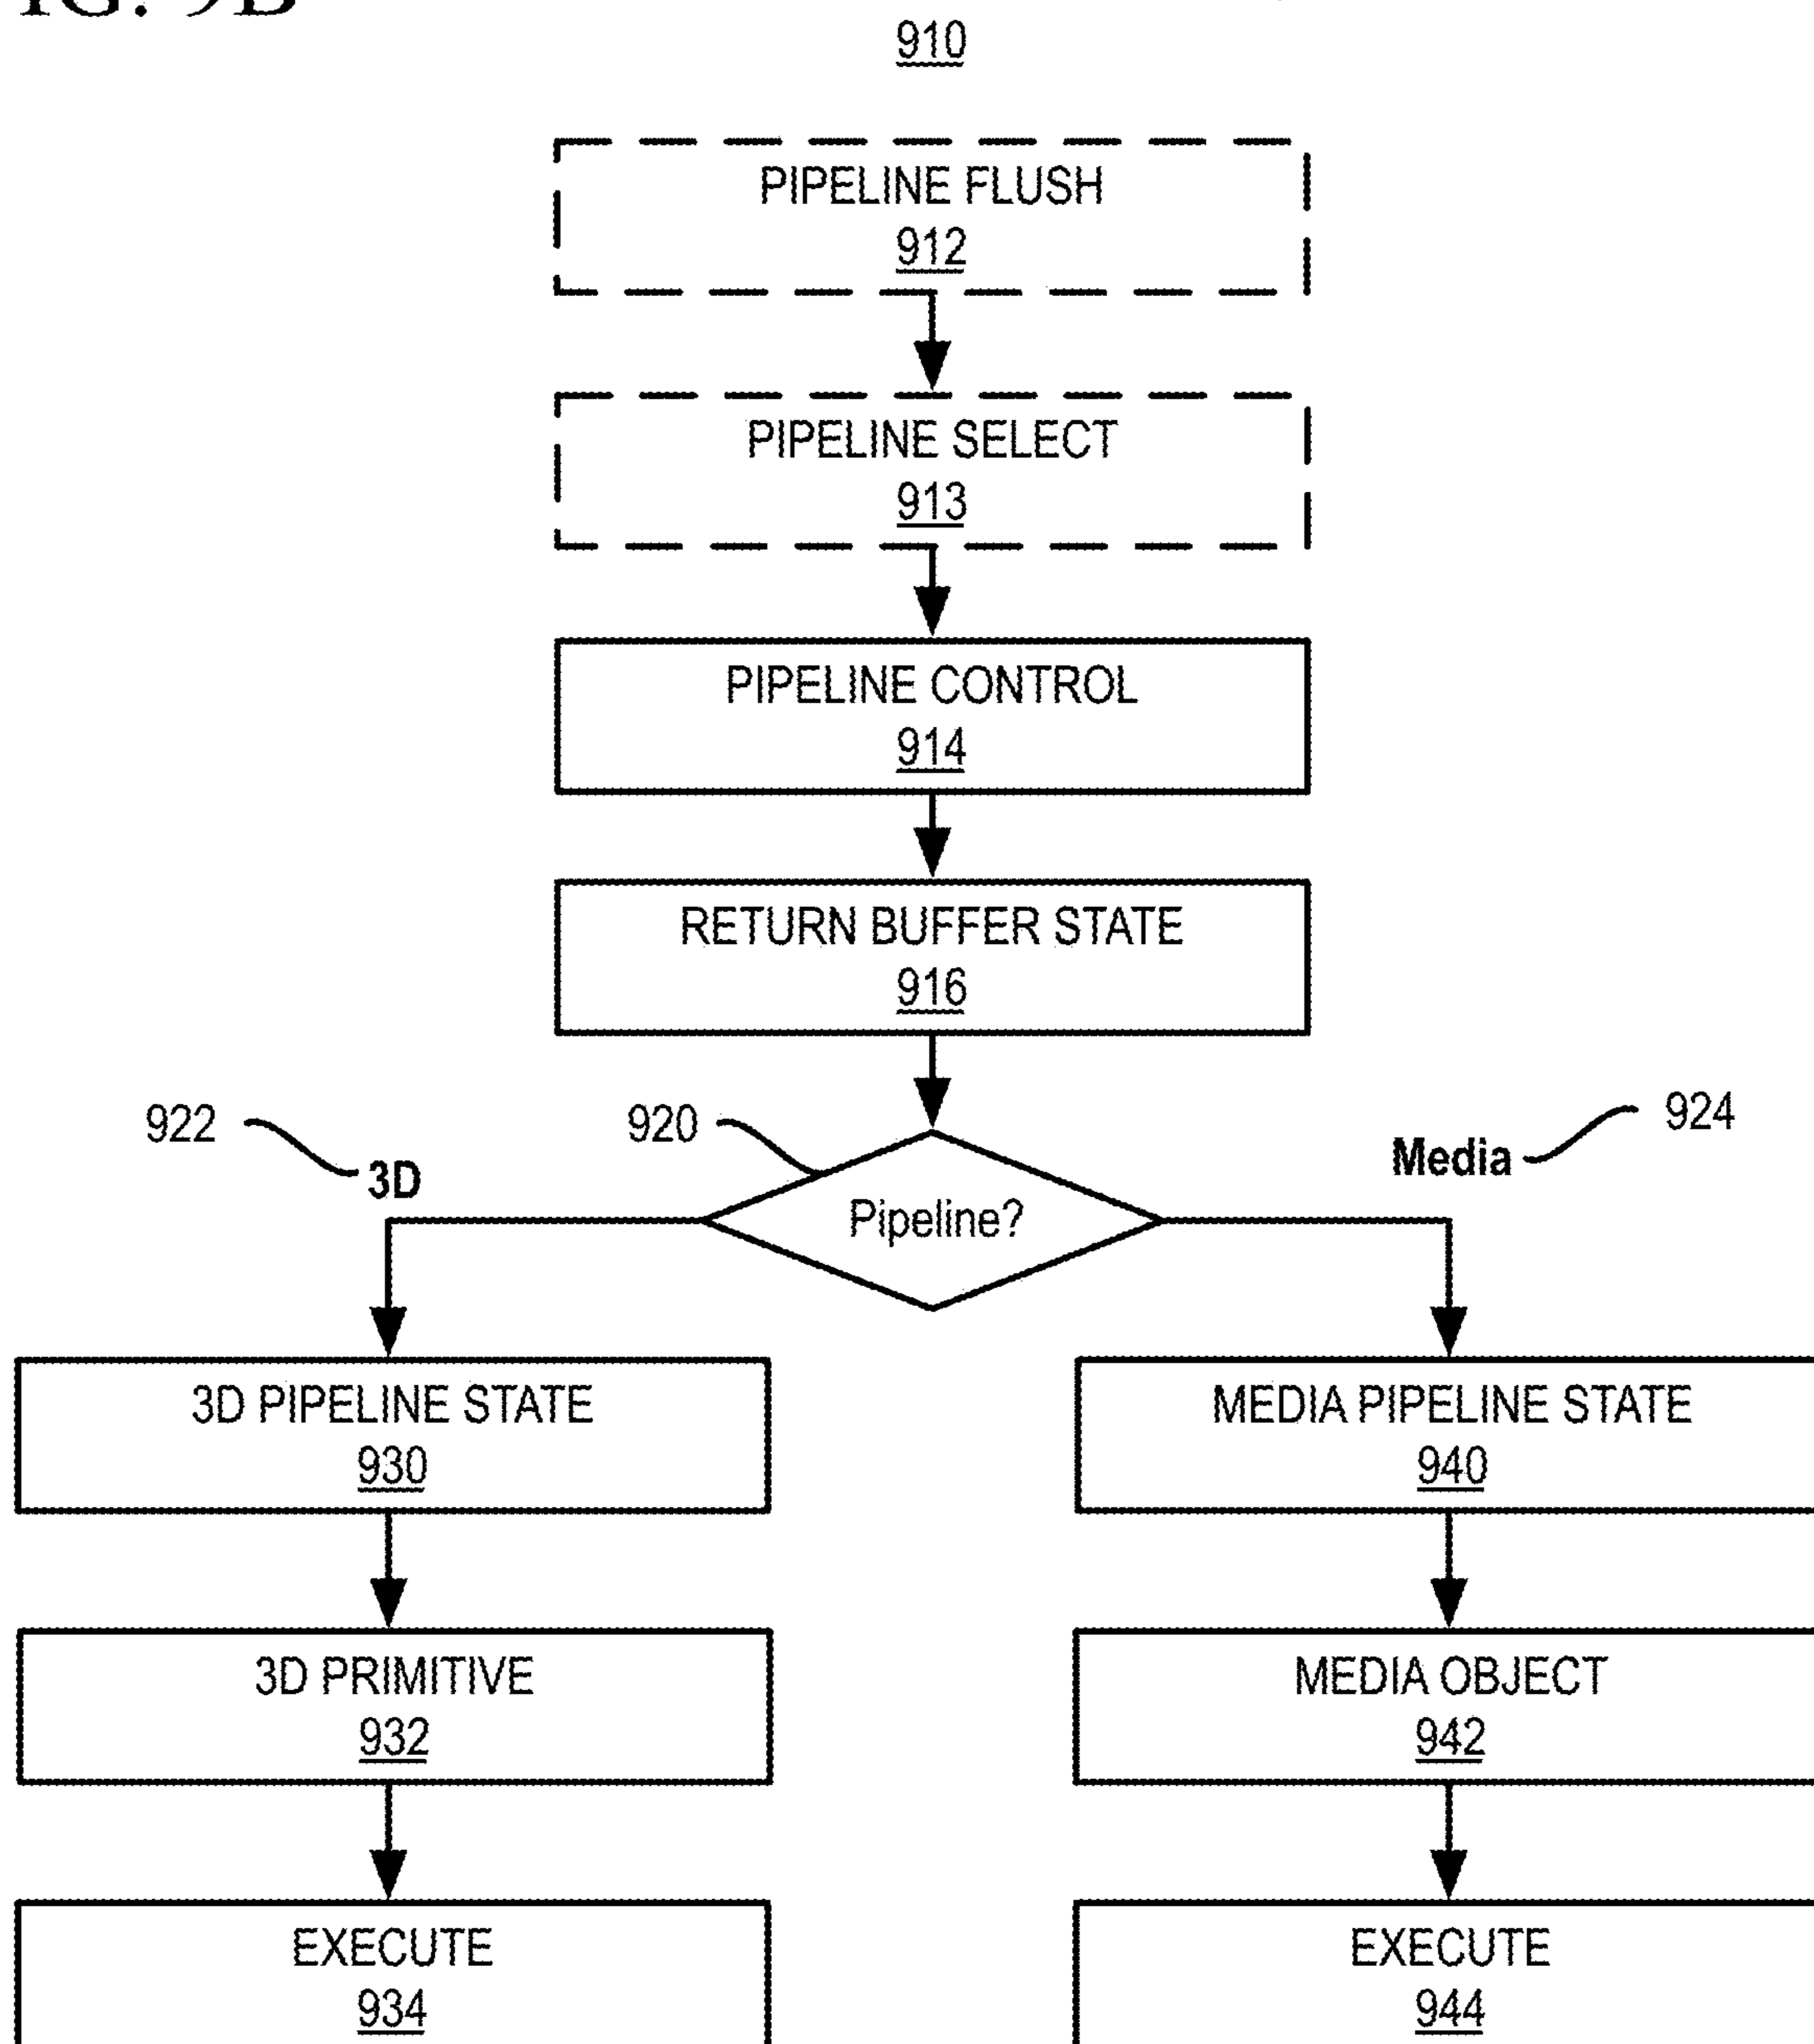 IG. 9B
910
PIPELINE FLUSH
912
PIPELINE SELECT
913
PIPELINE CONTROL
914
RETURN BUFFER STATE
916
922
920
924
3D
Media
Pipeline?
3D PIPELINE STATE
930
MEDIA PIPELINE STATE
940
3D PRIMITIVE
932
MEDIA OBJECT
942
EXECUTE
934
EXECUTE
944